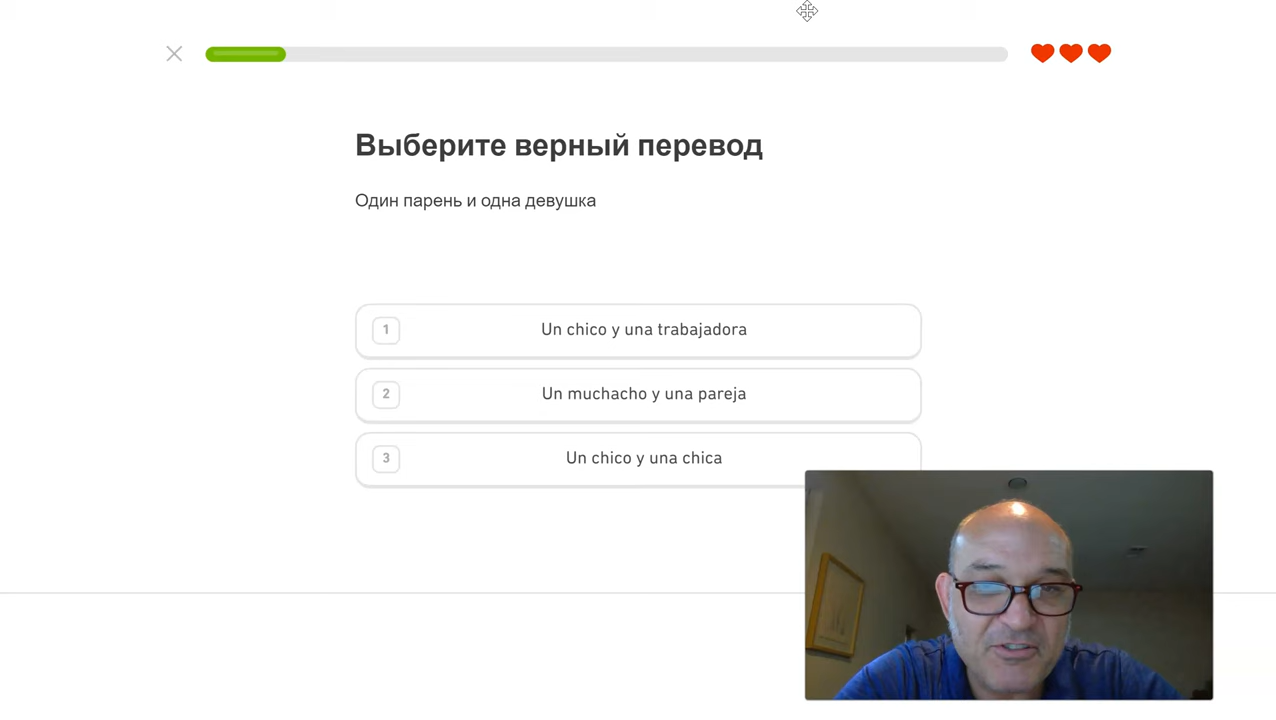 Выберите верный перевод
Один парень и одна девушка
1 Un chico y una trabajadora
2 Un muchacho y una pareja
3 Un chico y una chica